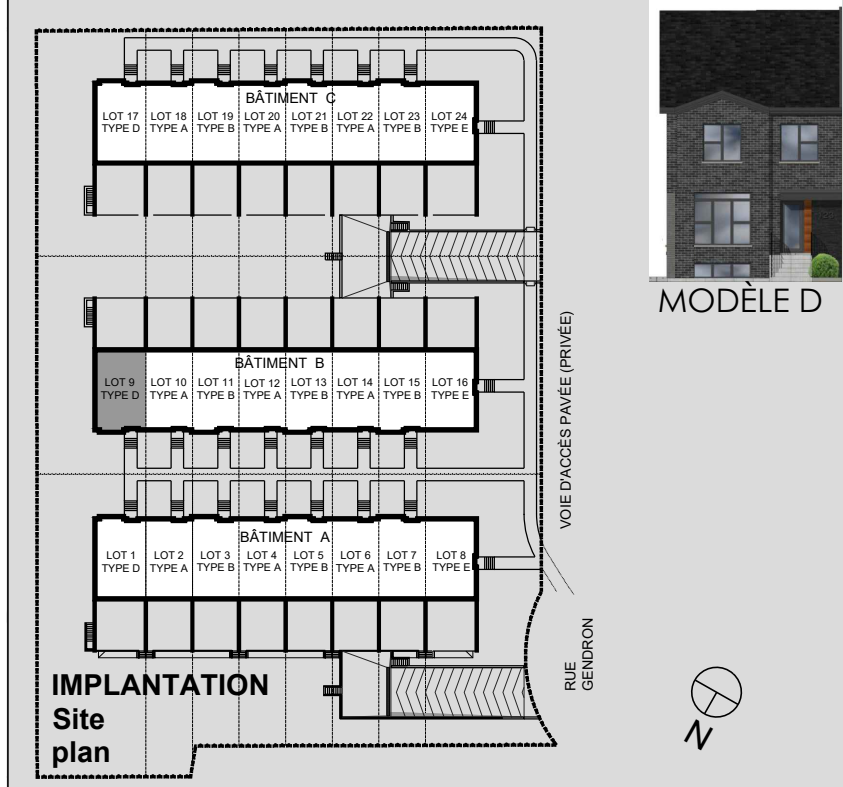 BÂTIMENT C
LOT 17 LOT 18 LOT 19 LOT 20 LOT 21 LOT 22 LOT 23 LOT 24
TYPE D TYPE A TYPE B TYPE A TYPE B TYPE A TYPE B TYPE E
MODÈLE D
VOIE D'ACCÈS PAVÉE (PRIVÉE)
BÂTIMENT B
LOT 9 LOT 10 LOT 11 LOT 12 LOT 13 LOT 14 LOT 15 LOT 16
TYPE D TYPE A TYPE B TYPE A TYPE B TYPE A TYPE B TYPE E
BÂTIMENT A
LOT 1 LOT 2 LOT 3 LOT 4 LOT 5 LOT 6 LOT 7 LOT 8
TYPE D TYPE A TYPE B TYPE A TYPE B TYPE A TYPE B TYPE E
RUE
GENDRON
IMPLANTATION
Site
plan
N